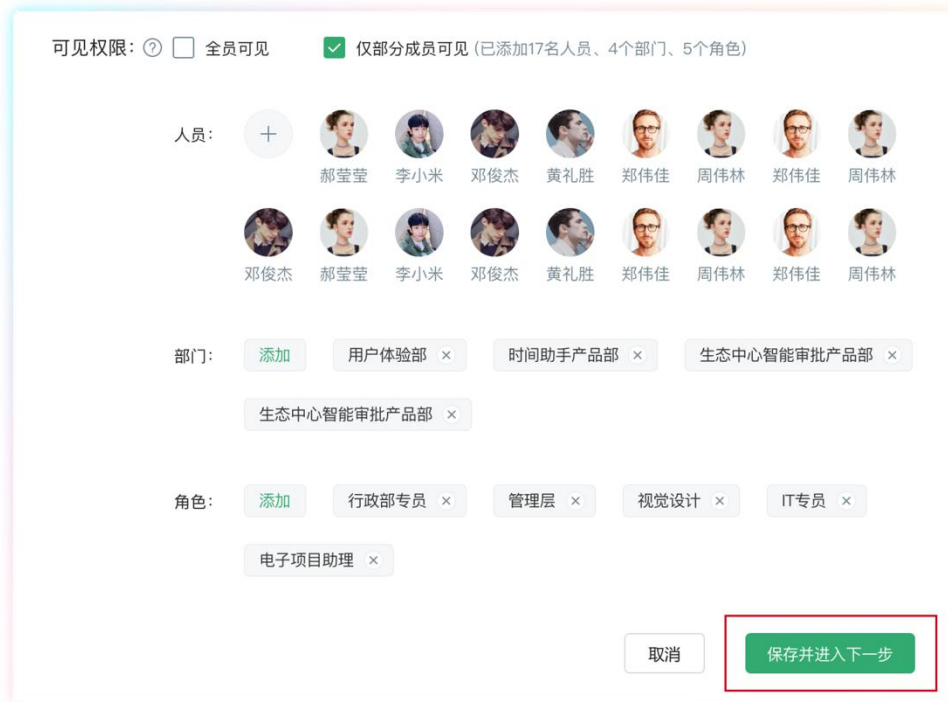 可见权限: ? 全员可见 仅部分成员可见 (已添加17名人员、4个部门、5个角色)
人员:
郝莹莹 李小米 邓俊杰 黄礼胜 郑伟佳 周伟林 郑伟佳 周伟林
邓俊杰 郝莹莹 李小米 邓俊杰 黄礼胜 郑伟佳 周伟林 郑伟佳 周伟林
部门: 添加 用户体验部 × 时间助手产品部 × 生态中心智能审批产品部 ×
生态中心智能审批产品部 ×
角色: 添加 行政部专员 × 管理层 × 视觉设计 × IT专员 ×
电子项目助理 ×
取消 保存并进入下一步